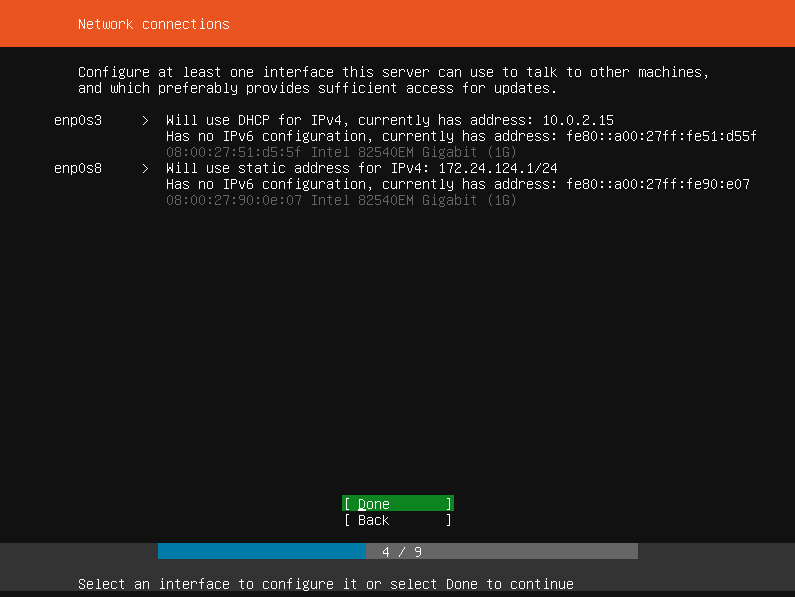 Network connections
Configure at least one interface this server can use to talk to other machines,
and which preferably provides sufficient access for updates.
enp0s3 > Will use DHCP for IPv4, currently has address: 10.0.2.15
Has no IPv6 configuration, currently has address: fe80::a00:27ff:fe51:d55f
08:00:27:51:d5:5f Intel 82540EM Gigabit (1G)
enp0s8 > Will use static address for IPv4: 172.24.124.1/24
Has no IPv6 configuration, currently has address: fe80::a00:27ff:fe90:e07
08:00:27:90:0e:07 Intel 82540EM Gigabit (1G)
[ Done ]
[ Back ]
4 / 9
Select an interface to configure it or select Done to continue